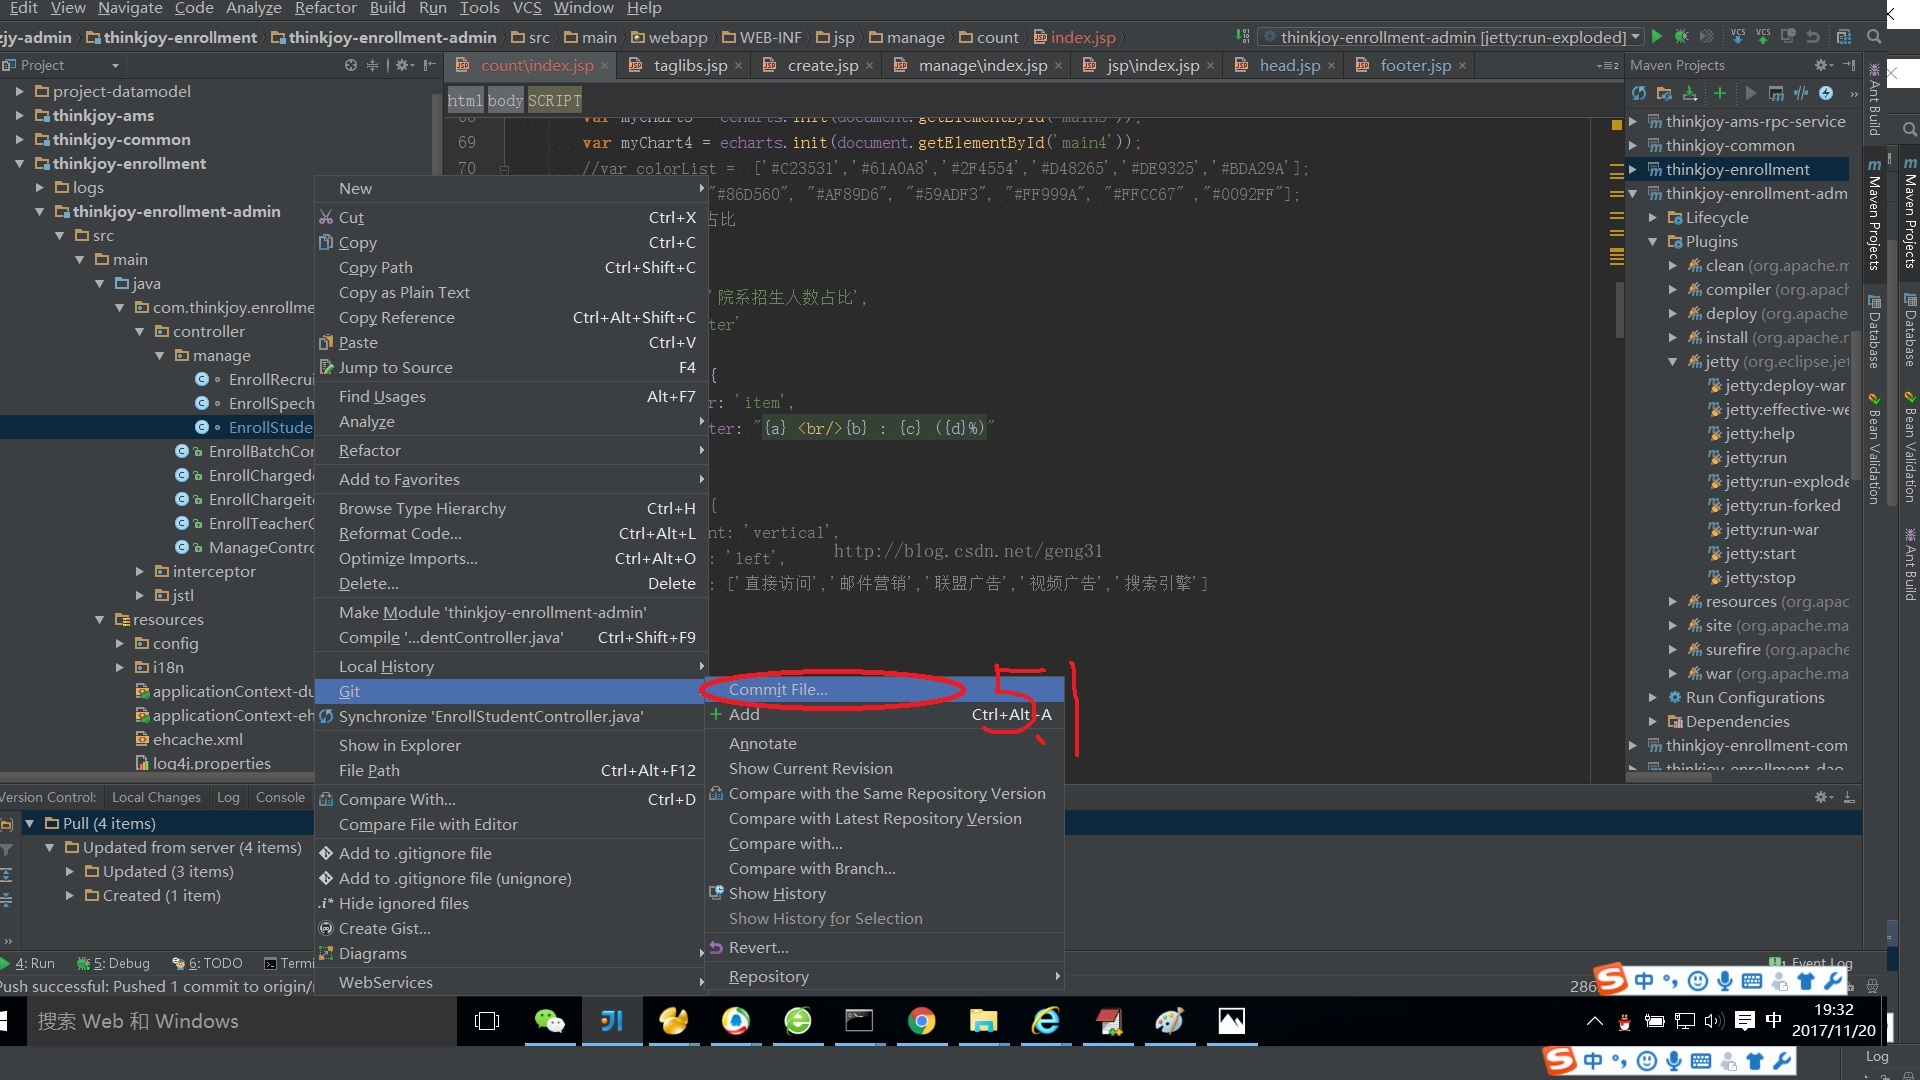 Edit View Navigate Code Analyze Refactor Build Run Tools VCS Window Help
zjy-admin thinkjoy-enrollment thinkjoy-enrollment-admin src main webapp WEB-INF jsp manage count index.jsp thinkjoy-enrollment-admin [jetty:run-exploded]
Project
count\index.jsp taglibs.jsp create.jsp manage\index.jsp jsp\index.jsp head.jsp footer.jsp
html body SCRIPT
project-datamodel
thinkjoy-ams
thinkjoy-common
thinkjoy-enrollment
logs
thinkjoy-enrollment-admin
src
main
java
com.thinkjoy.enrollme
controller
manage
EnrollRecrui
EnrollSpech
EnrollStude
EnrollBatchCor
EnrollCharged
EnrollChargeit
EnrollTeacherC
ManageContro
interceptor
jstl
resources
config
i18n
applicationContext-du
applicationContext-eh
ehcache.xml
log4j.properties
69 var myChart4 = echarts.init(document.getElementById('main4'));
70 //var colorList = ['#C23531','#61A0A8','#2F4554','#D48265','#DE9325','#BDA29A'];
"#86D560", "#AF89D6", "#59ADF3", "#FF999A", "#FFCC67" ,"#0092FF"];
占比
'院系招生人数占比',
ter'
{
r: 'item',
ter: "{a} <br/>{b} : {c} ({d}%)"
{
nt: 'vertical',
: 'left',
: ['直接访问','邮件营销','联盟广告','视频广告','搜索引擎']
http://blog.csdn.net/geng31
New
Cut Ctrl+X
Copy Ctrl+C
Copy Path Ctrl+Shift+C
Copy as Plain Text
Copy Reference Ctrl+Alt+Shift+C
Paste Ctrl+V
Jump to Source F4
Find Usages Alt+F7
Analyze
Refactor
Add to Favorites
Browse Type Hierarchy Ctrl+H
Reformat Code... Ctrl+Alt+L
Optimize Imports... Ctrl+Alt+O
Delete... Delete
Make Module 'thinkjoy-enrollment-admin'
Compile '...dentController.java' Ctrl+Shift+F9
Local History
Git
Synchronize 'EnrollStudentController.java'
Show in Explorer
File Path Ctrl+Alt+F12
Compare With... Ctrl+D
Compare File with Editor
Add to .gitignore file
Add to .gitignore file (unignore)
Hide ignored files
Create Gist...
Diagrams
WebServices
Commit File...
Add Ctrl+Alt+A
Annotate
Show Current Revision
Compare with the Same Repository Version
Compare with Latest Repository Version
Compare with...
Compare with Branch...
Show History
Show History for Selection
Revert...
Repository
Maven Projects
thinkjoy-ams-rpc-service
thinkjoy-common
thinkjoy-enrollment
thinkjoy-enrollment-adm
Lifecycle
Plugins
clean (org.apache.m
compiler (org.apach
deploy (org.apache
install (org.apache.m
jetty (org.eclipse.jet
jetty:deploy-war
jetty:effective-we
jetty:help
jetty:run
jetty:run-explode
jetty:run-forked
jetty:run-war
jetty:start
jetty:stop
resources (org.apac
site (org.apache.ma
surefire (org.apache
war (org.apache.ma
Run Configurations
Dependencies
thinkjoy-enrollment-com
thinkjoy-enrollment-dao
Ant Build
Maven Projects
Database
Bean Validation
Maven Projects
Database
Bean Validation
Ant Build
Version Control: Local Changes Log Console
Pull (4 items)
Updated from server (4 items)
Updated (3 items)
Created (1 item)
4: Run 5: Debug 6: TODO Termi
Event Log
Push successful: Pushed 1 commit to origin/
286
中
搜索 Web 和 Windows
中
19:32
2017/11/20
中
Log